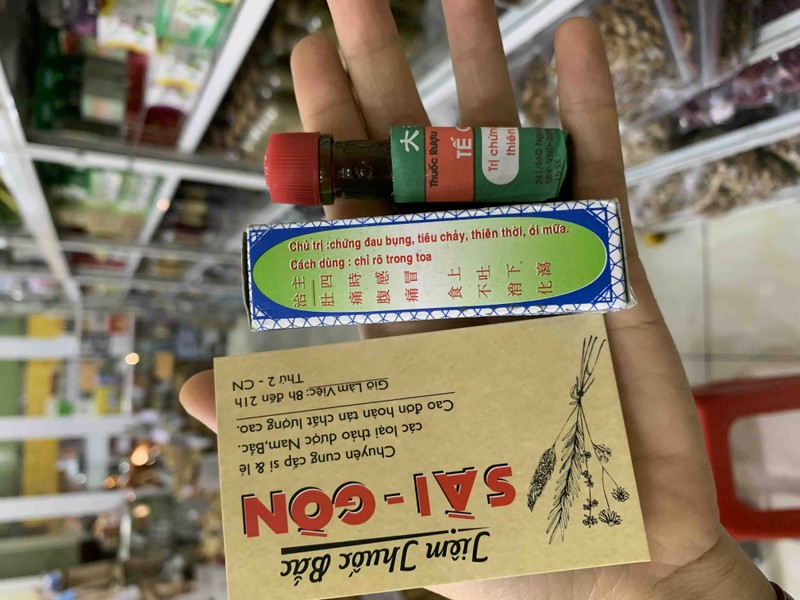 大
Thuốc Rượu
TẾ
Trị chứn
thiên
241/56G
Chủ trị :chứng đau bụng, tiêu chảy, thiên thời, ói mửa.
Cách dùng : chỉ rõ trong toa
主治
四時感冒 上吐下瀉
肚痛腹痛 食不消化
Tiệm Thuốc Bắc
SÀI-GÒN
Chuyên cung cấp sỉ & lẻ
các loại thảo dược Nam,Bắc.
Cao đơn hoàn tán chất lượng cao.
Giờ Làm Việc: 8h đến 21h
Thứ 2 - CN